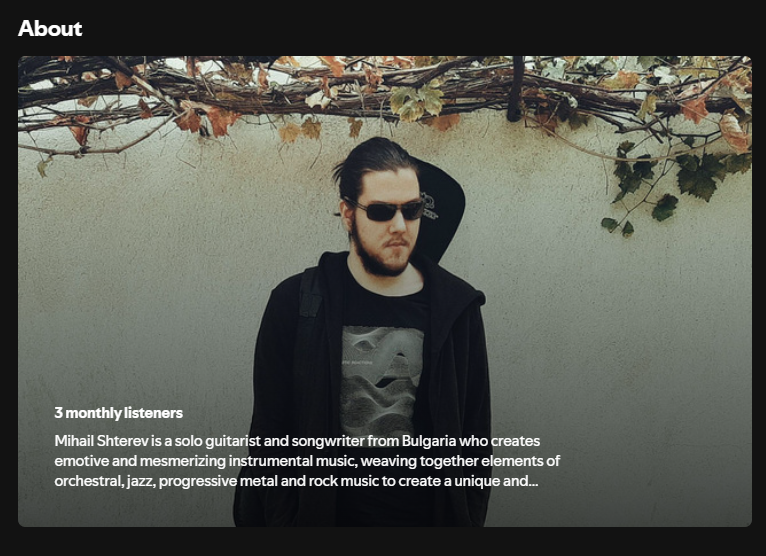 About
3 monthly listeners
Mihail Shterev is a solo guitarist and songwriter from Bulgaria who creates
emotive and mesmerizing instrumental music, weaving together elements of
orchestral, jazz, progressive metal and rock music to create a unique and...